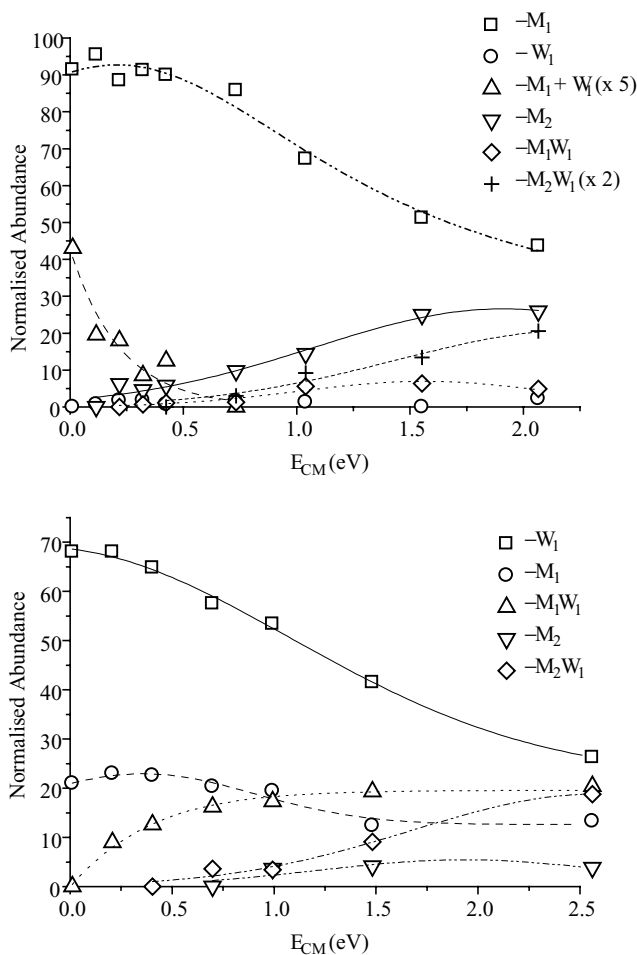 −M₁
−W₁
−M₁ + W₁(x 5)
−M₂
−M₁W₁
−M₂W₁(x 2)
100
90
80
70
60
50
40
30
20
10
0
Normalised Abundance
0.0 0.5 1.0 1.5 2.0
E_CM (eV)
−W₁
−M₁
−M₁W₁
−M₂
−M₂W₁
70
60
50
40
30
20
10
0
Normalised Abundance
0.0 0.5 1.0 1.5 2.0 2.5
E_CM (eV)